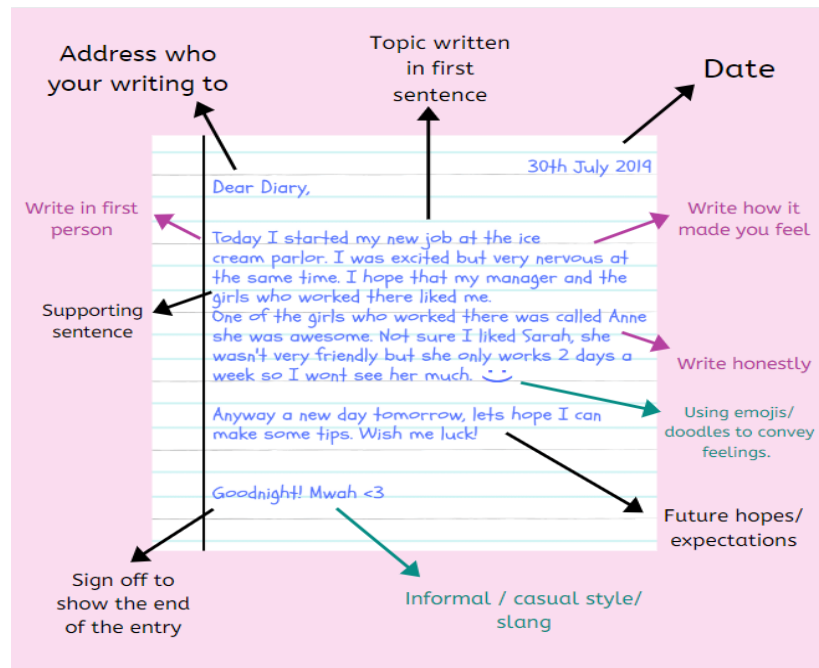 Address who
your writing to
Topic written
in first
sentence
Date
30th July 2019
Dear Diary,
Write in first
person
Write how it
made you feel
Today I started my new job at the ice
cream parlor. I was excited but very nervous at
the same time. I hope that my manager and the
girls who worked there liked me.
One of the girls who worked there was called Anne
she was awesome. Not sure I liked Sarah, she
wasn't very friendly but she only works 2 days a
week so I wont see her much.
Supporting
sentence
Write honestly
Using emojis/
doodles to convey
feelings.
Anyway a new day tomorrow, lets hope I can
make some tips. Wish me luck!
Goodnight! Mwah <3
Future hopes/
expectations
Sign off to
show the end
of the entry
Informal / casual style/
slang